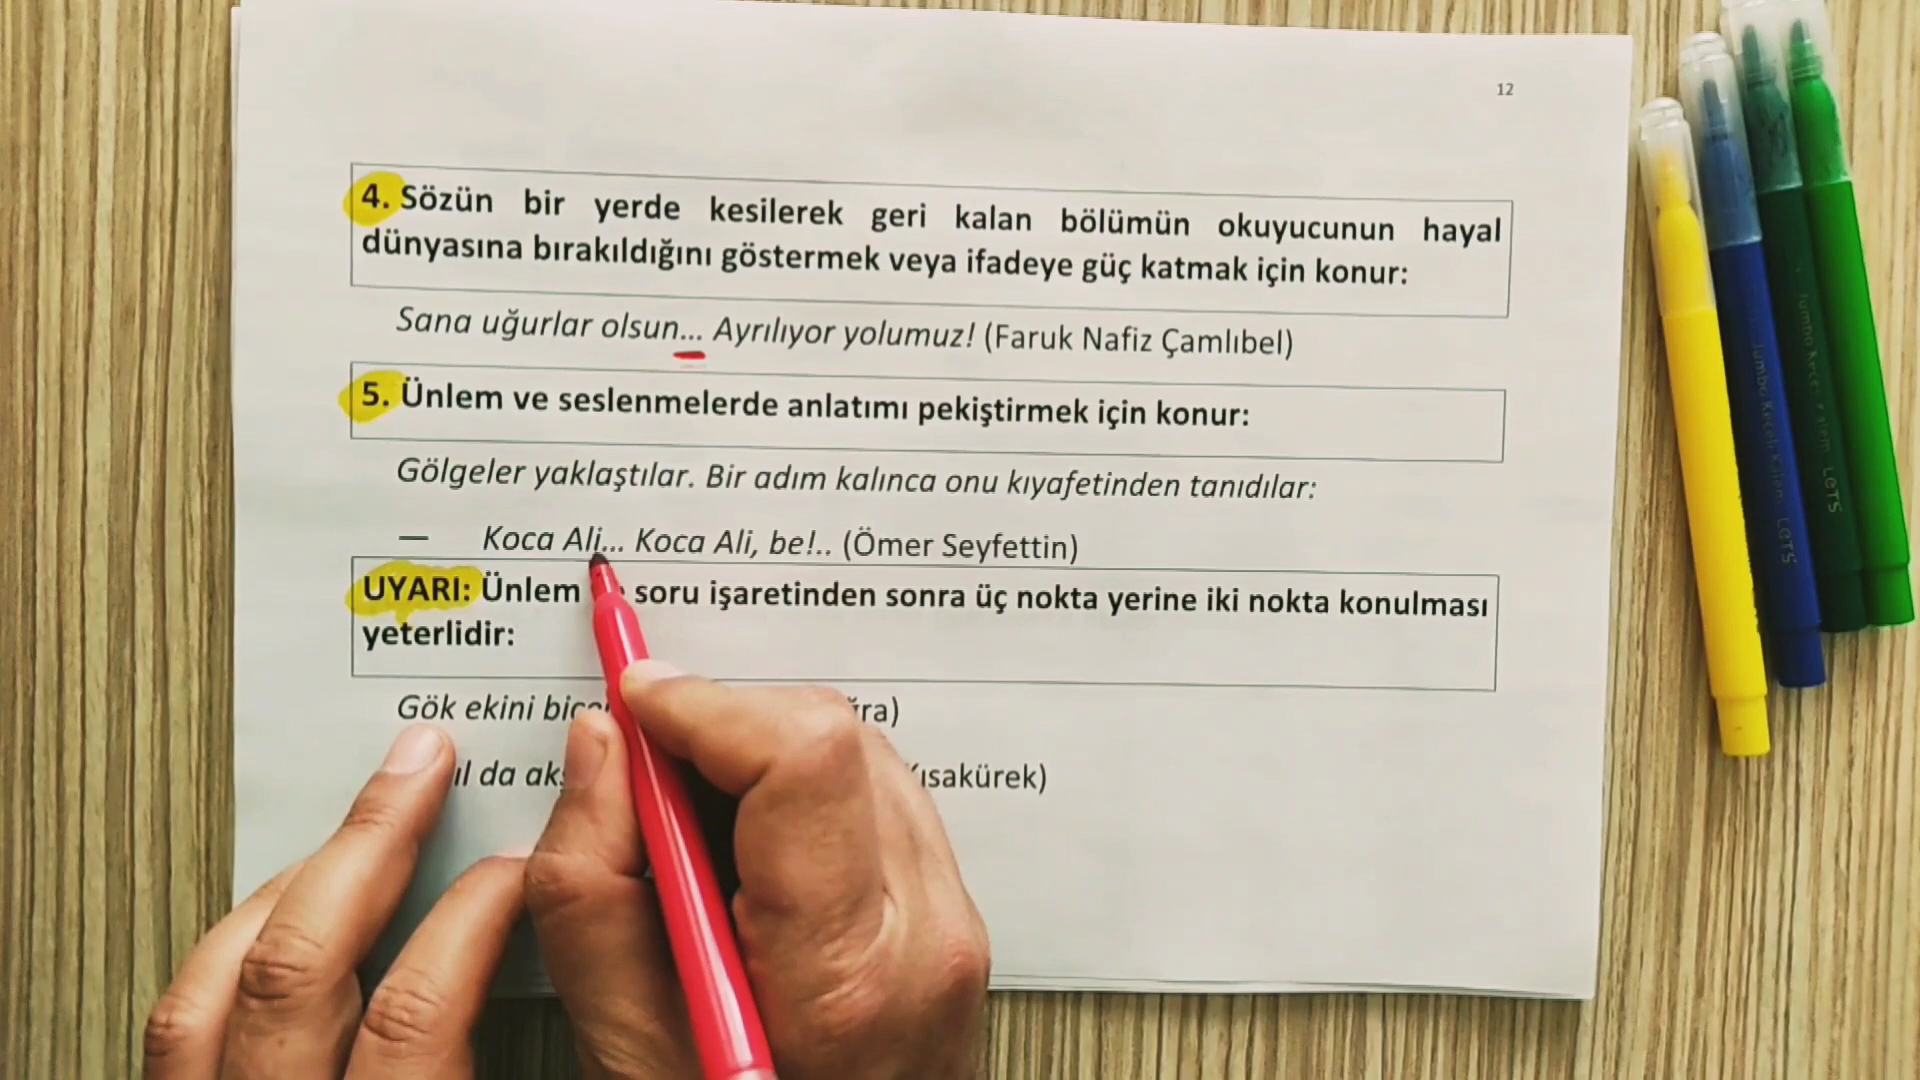 12
4. Sözün bir yerde kesilerek geri kalan bölümün okuyucunun hayal
dünyasına bırakıldığını göstermek veya ifadeye güç katmak için konur:
Sana uğurlar olsun... Ayrılıyor yolumuz! (Faruk Nafiz Çamlıbel)
5. Ünlem ve seslenmelerde anlatımı pekiştirmek için konur:
Gölgeler yaklaştılar. Bir adım kalınca onu kıyafetinden tanıdılar:
— Koca Ali... Koca Ali, be!.. (Ömer Seyfettin)
UYARI: Ünlem soru işaretinden sonra üç nokta yerine iki nokta konulması
yeterlidir:
Gök ekini
da
LeTS
LeTS